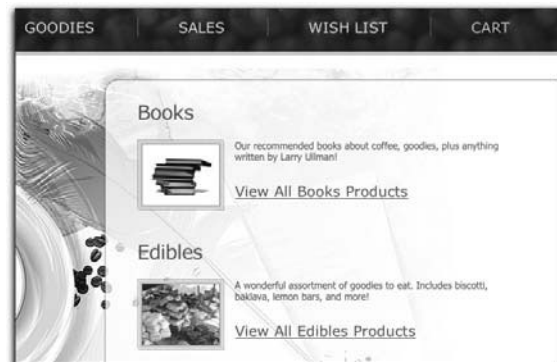 GOODIES SALES WISH LIST CART
Books
Our recommended books about coffee, goodies, plus anything
written by Larry Ullman!
View All Books Products
Edibles
A wonderful assortment of goodies to eat. Includes biscotti,
baklava, lemon bars, and more!
View All Edibles Products